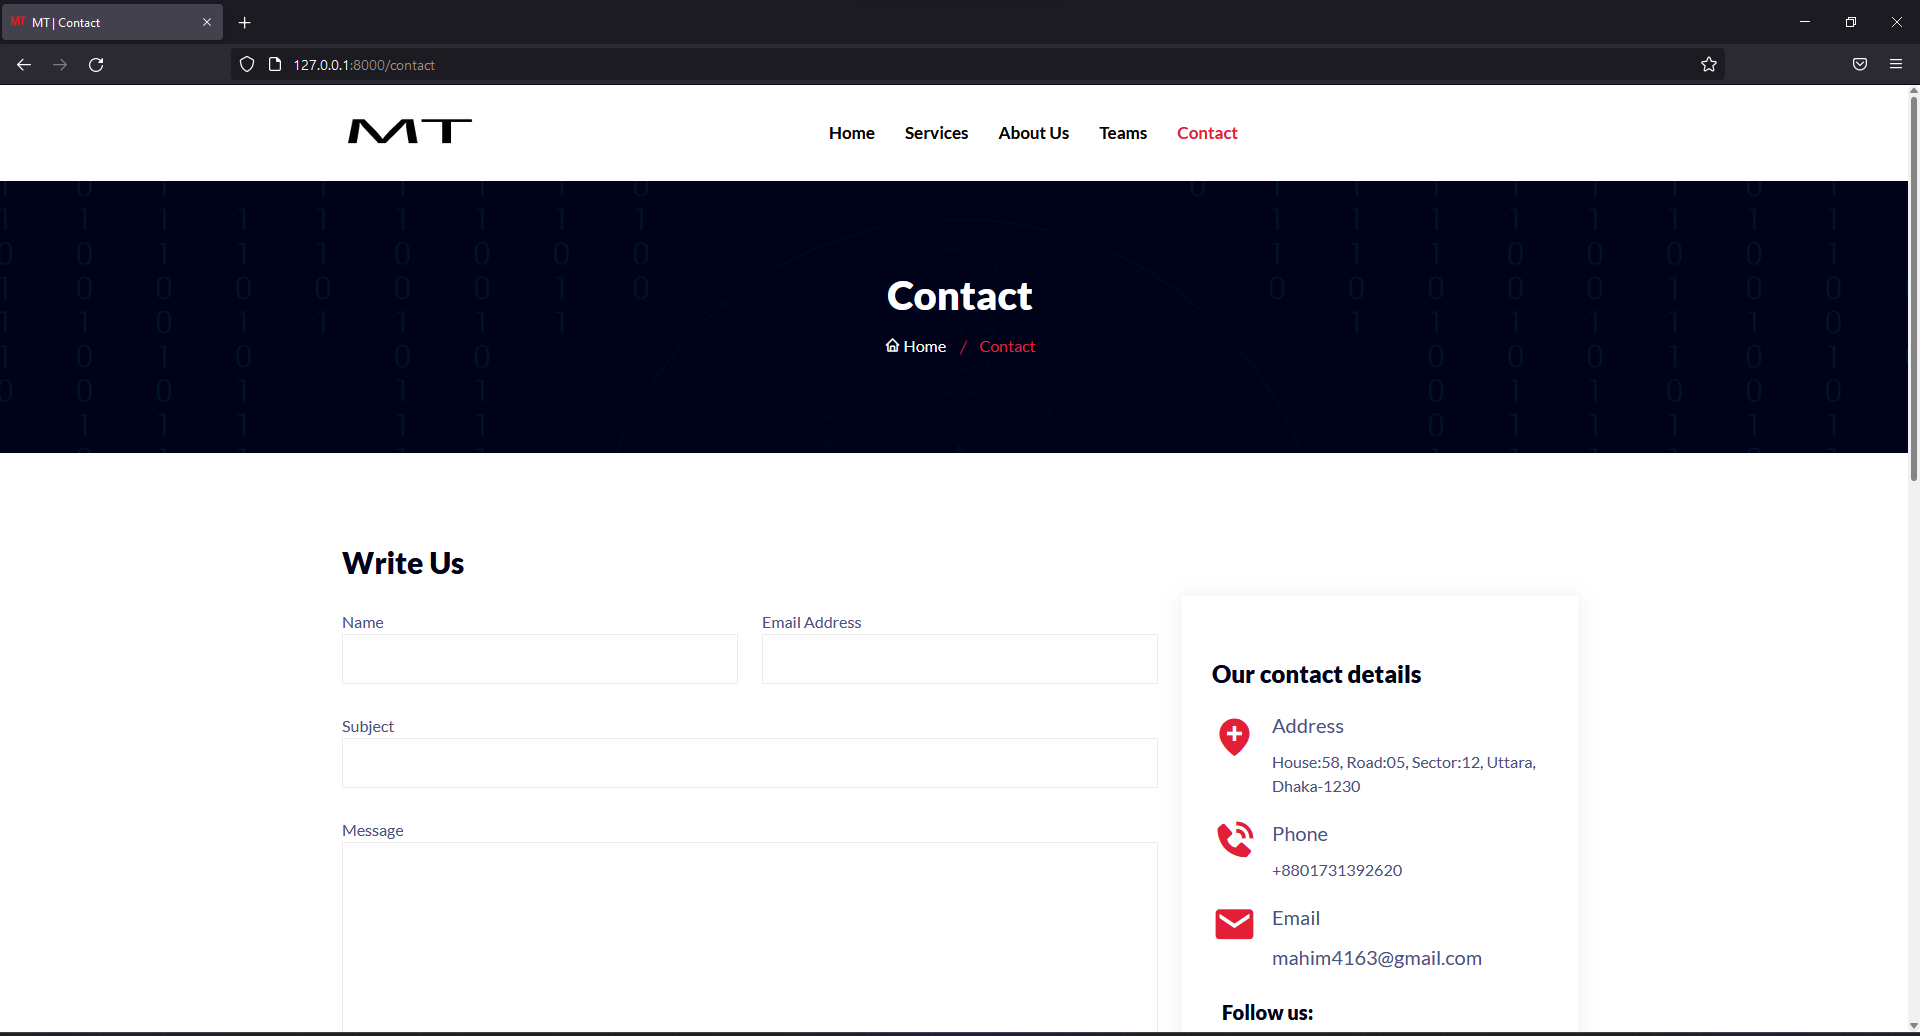 MT MT | Contact
127.0.0.1:8000/contact
MT
Home Services About Us Teams Contact
Contact
Home / Contact
Write Us
Name Email Address
Subject
Message
Our contact details
Address
House:58, Road:05, Sector:12, Uttara,
Dhaka-1230
Phone
+8801731392620
Email
mahim4163@gmail.com
Follow us: